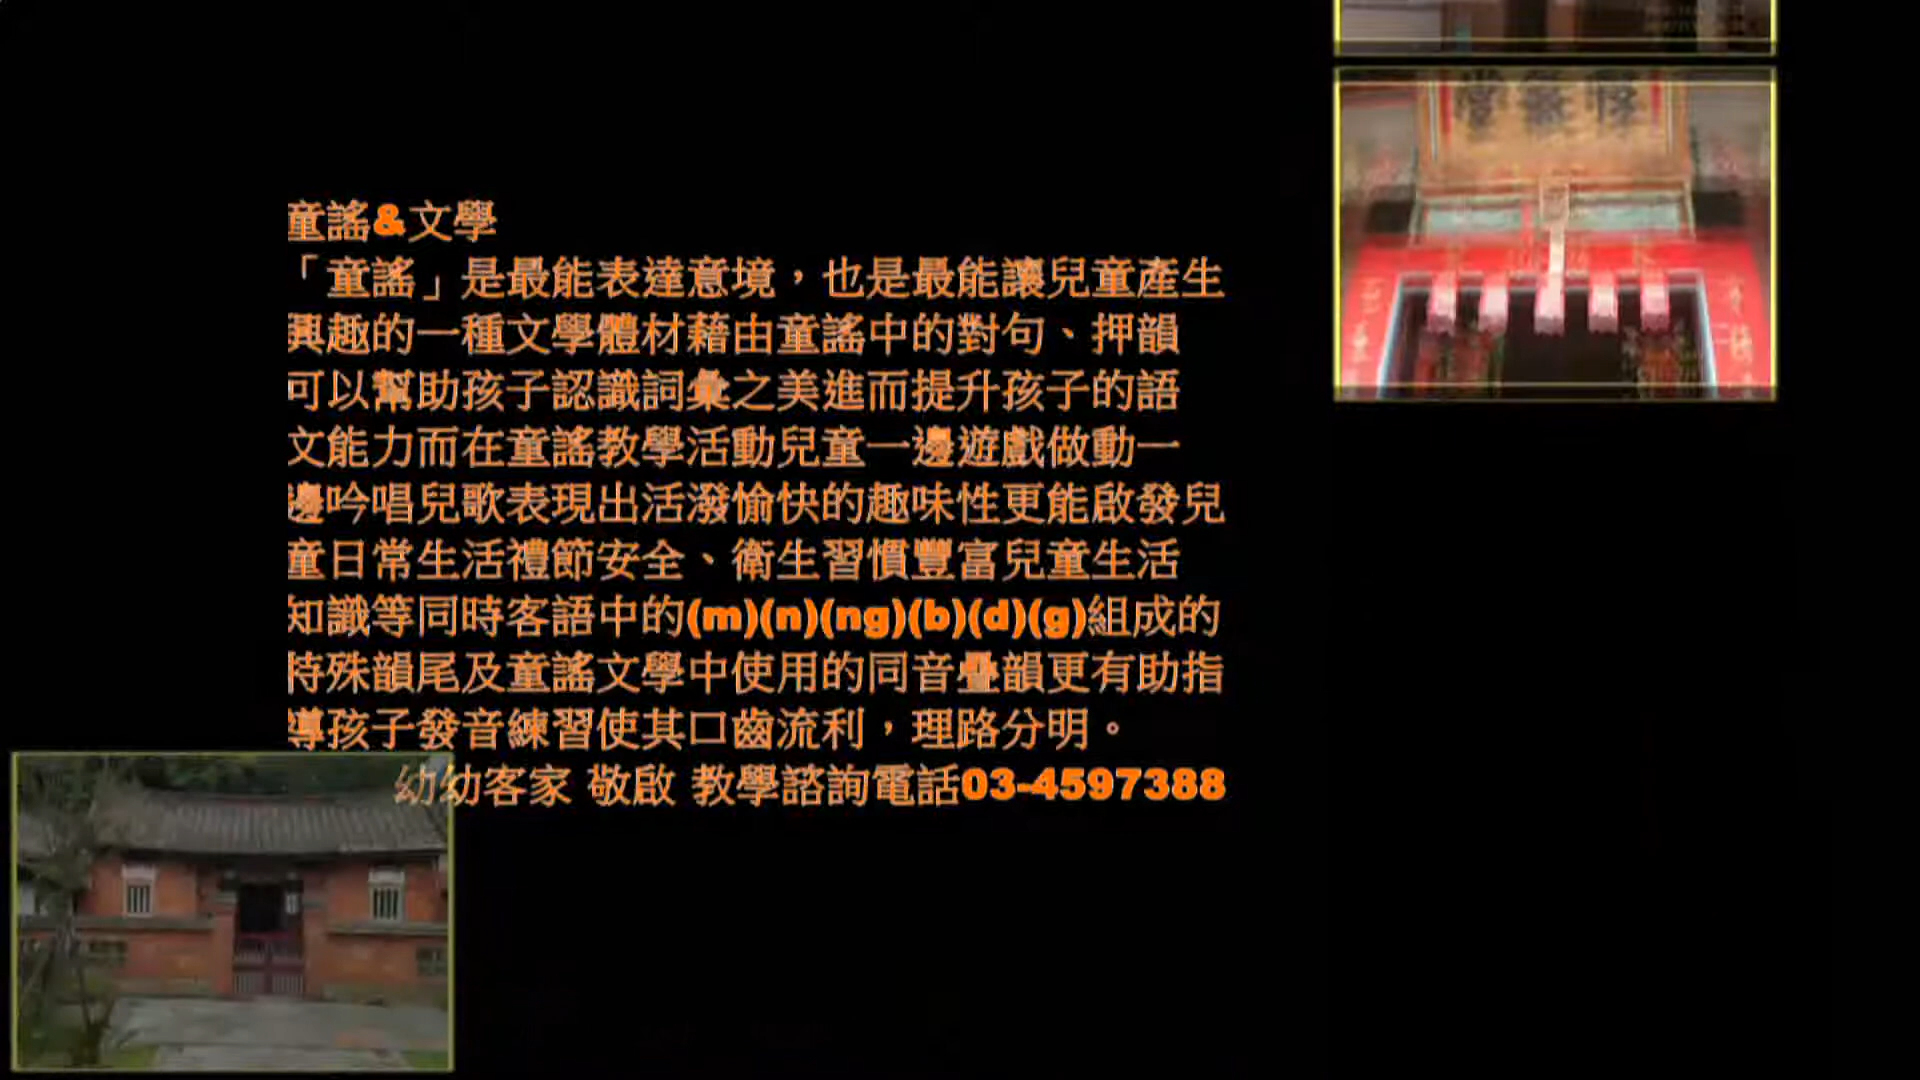 童謠&文學
「童謠」是最能表達意境，也是最能讓兒童產生
興趣的一種文學體材藉由童謠中的對句、押韻
可以幫助孩子認識詞彙之美進而提升孩子的語
文能力而在童謠教學活動兒童一邊遊戲做動一
邊吟唱兒歌表現出活潑愉快的趣味性更能啟發兒
童日常生活禮節安全、衛生習慣豐富兒童生活
知識等同時客語中的(m)(n)(ng)(b)(d)(g)組成的
特殊韻尾及童謠文學中使用的同音疊韻更有助指
導孩子發音練習使其口齒流利，理路分明。
幼幼客家 敬啟 教學諮詢電話03-4597388